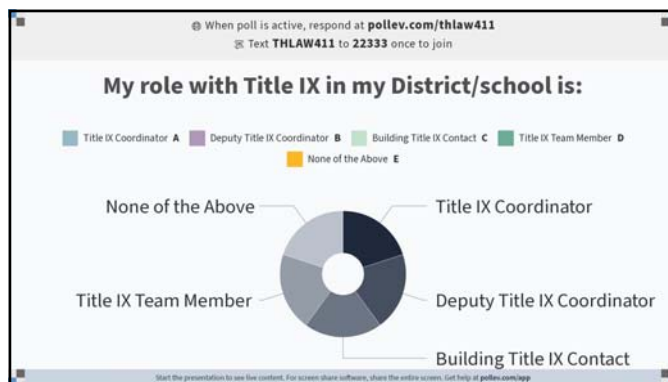 When poll is active, respond at pollev.com/thlaw411
Text THLAW411 to 22333 once to join
My role with Title IX in my District/school is:
Title IX Coordinator A Deputy Title IX Coordinator B Building Title IX Contact C Title IX Team Member D
None of the Above E
None of the Above Title IX Coordinator
Title IX Team Member Deputy Title IX Coordinator
Building Title IX Contact
Start the presentation to see live content. For screen share software, share the entire screen. Get help at pollev.com/app